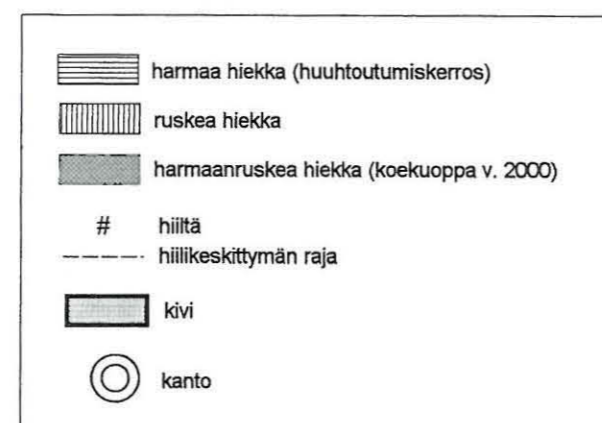 harmaa hiekka (huuhtoutumiskerros)
ruskea hiekka
harmaanruskea hiekka (koekuoppa v. 2000)
# hiiltä
hiilikeskittymän raja
kivi
kanto